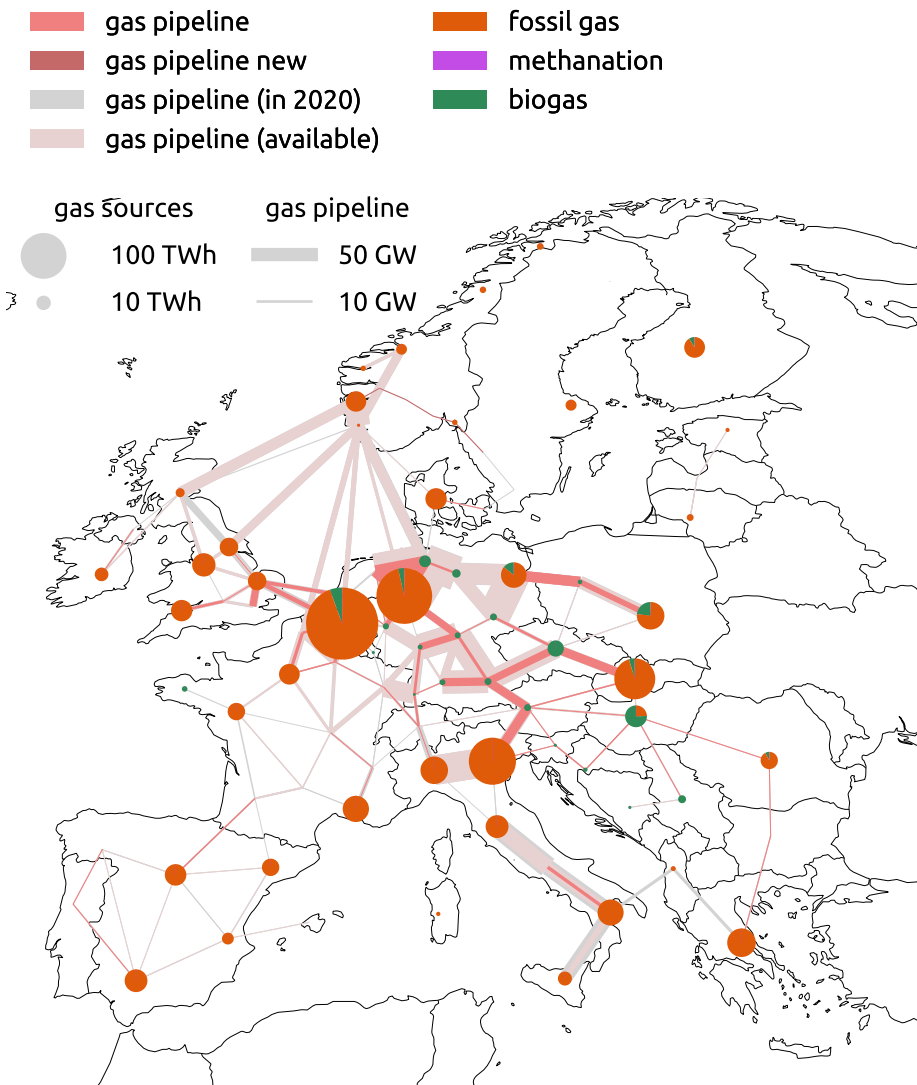 gas pipeline
gas pipeline new
gas pipeline (in 2020)
gas pipeline (available)
fossil gas
methanation
biogas
gas sources
100 TWh
10 TWh
gas pipeline
50 GW
10 GW